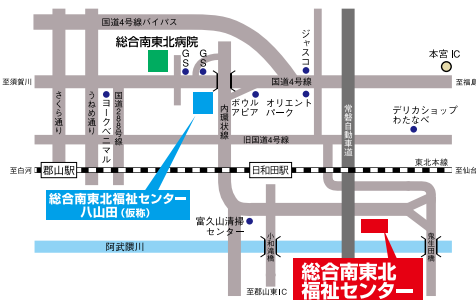 国道4号線バイパス
総合南東北病院
GS
GS
ジャスコ
本宮IC
至須賀川
国道4号線
至福島
さくら通り
うねめ通り
ヨークベニマル
国道288号線
内環状線
ボウル
アピア
オリエント
パーク
常磐自動車道
デリカショップ
わたなべ
旧国道4号線
東北本線
至白河
郡山駅
日和田駅
至仙台
総合南東北福祉センター
八山田(仮称)
富久山清掃
センター
小和滝橋
鬼生田橋
阿武隈川
総合南東北
福祉センター
至郡山東IC